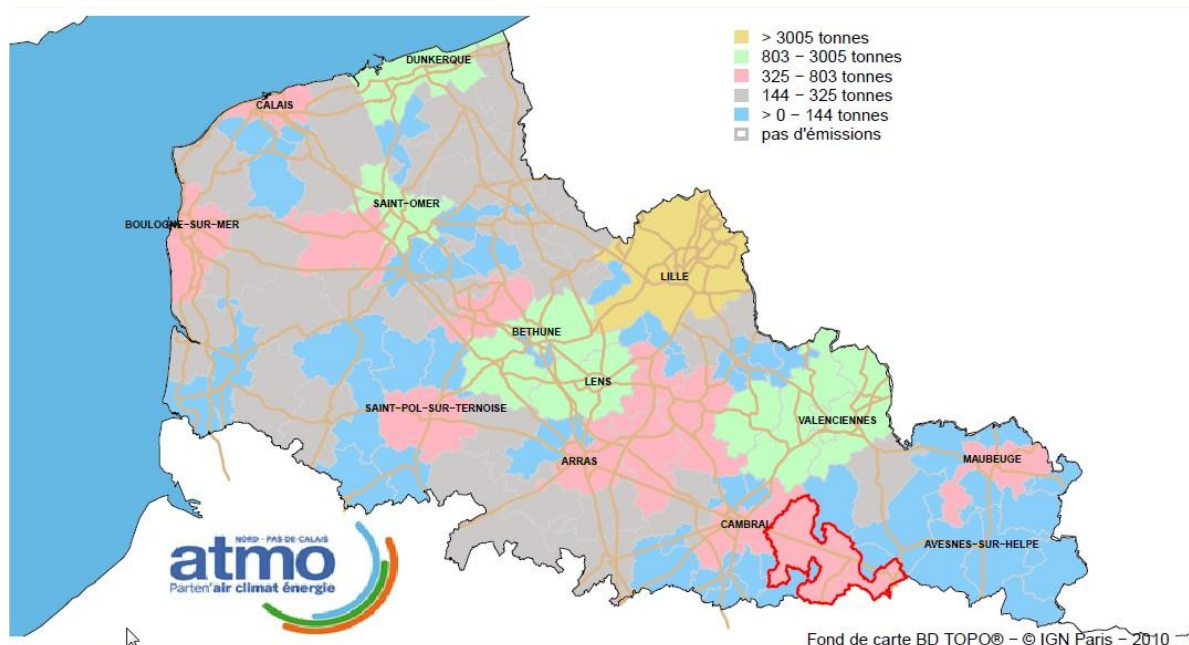 > 3005 tonnes
803 − 3005 tonnes
325 − 803 tonnes
144 − 325 tonnes
> 0 − 144 tonnes
pas d'émissions
DUNKERQUE
CALAIS
SAINT−OMER
BOULOGNE−SUR−MER
LILLE
BETHUNE
LENS
SAINT−POL−SUR−TERNOISE
VALENCIENNES
ARRAS
MAUBEUGE
CAMBRAI
AVESNES−SUR−HELPE
NORD - PAS-DE-CALAIS
atmo
Parten'air climat énergie
Fond de carte BD TOPO® − © IGN Paris − 2010